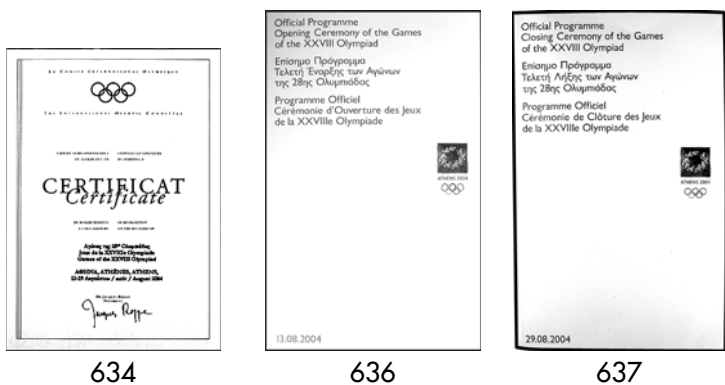 LE COMITÉ INTERNATIONAL OLYMPIQUE
THE INTERNATIONAL OLYMPIC COMMITTEE
CERTIFICAT
Certificate
Αγώνες της 28ης Ολυμπιάδας
Jeux de la XXVIIIe Olympiade
Games of the XXVIII Olympiad
ΑΘΗΝΑ, ATHÈNES, ATHENS,
13-29 Αυγούστου / août / August 2004
Jacques Rogge
634
Official Programme
Opening Ceremony of the Games
of the XXVIII Olympiad
Επίσημο Πρόγραμμα
Τελετή Έναρξης των Αγώνων
της 28ης Ολυμπιάδας
Programme Officiel
Cérémonie d'Ouverture des Jeux
de la XXVIIIe Olympiade
ATHENS 2004
13.08.2004
636
Official Programme
Closing Ceremony of the Games
of the XXVIII Olympiad
Επίσημο Πρόγραμμα
Τελετή Λήξης των Αγώνων
της 28ης Ολυμπιάδας
Programme Officiel
Cérémonie de Clôture des Jeux
de la XXVIIIe Olympiade
ATHENS 2004
29.08.2004
637